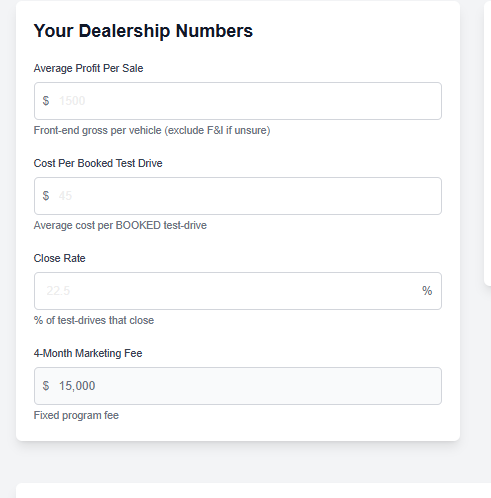 Your Dealership Numbers
Average Profit Per Sale
$ 1500
Front-end gross per vehicle (exclude F&I if unsure)
Cost Per Booked Test Drive
$ 45
Average cost per BOOKED test-drive
Close Rate
22.5 %
% of test-drives that close
4-Month Marketing Fee
$ 15,000
Fixed program fee